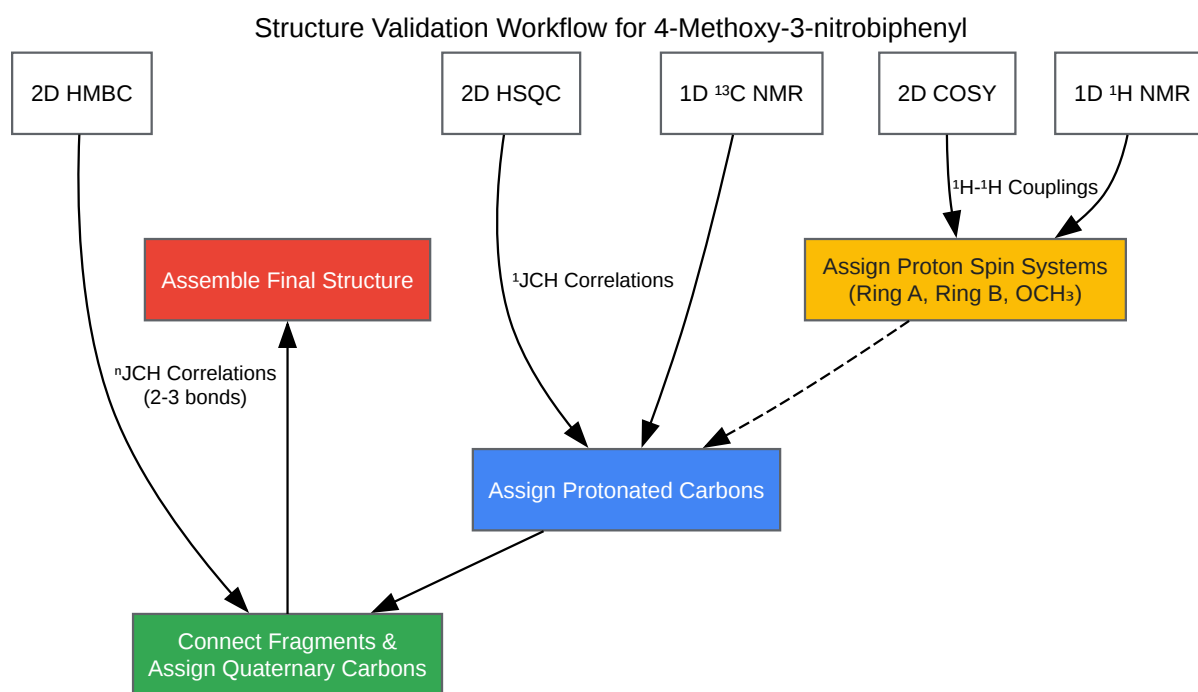 Structure Validation Workflow for 4-Methoxy-3-nitrobiphenyl
2D HMBC
2D HSQC
1D ¹³C NMR
2D COSY
1D ¹H NMR
¹H-¹H Couplings
Assemble Final Structure
¹JCH Correlations
Assign Proton Spin Systems
(Ring A, Ring B, OCH₃)
ⁿJCH Correlations
(2-3 bonds)
Assign Protonated Carbons
Connect Fragments &
Assign Quaternary Carbons